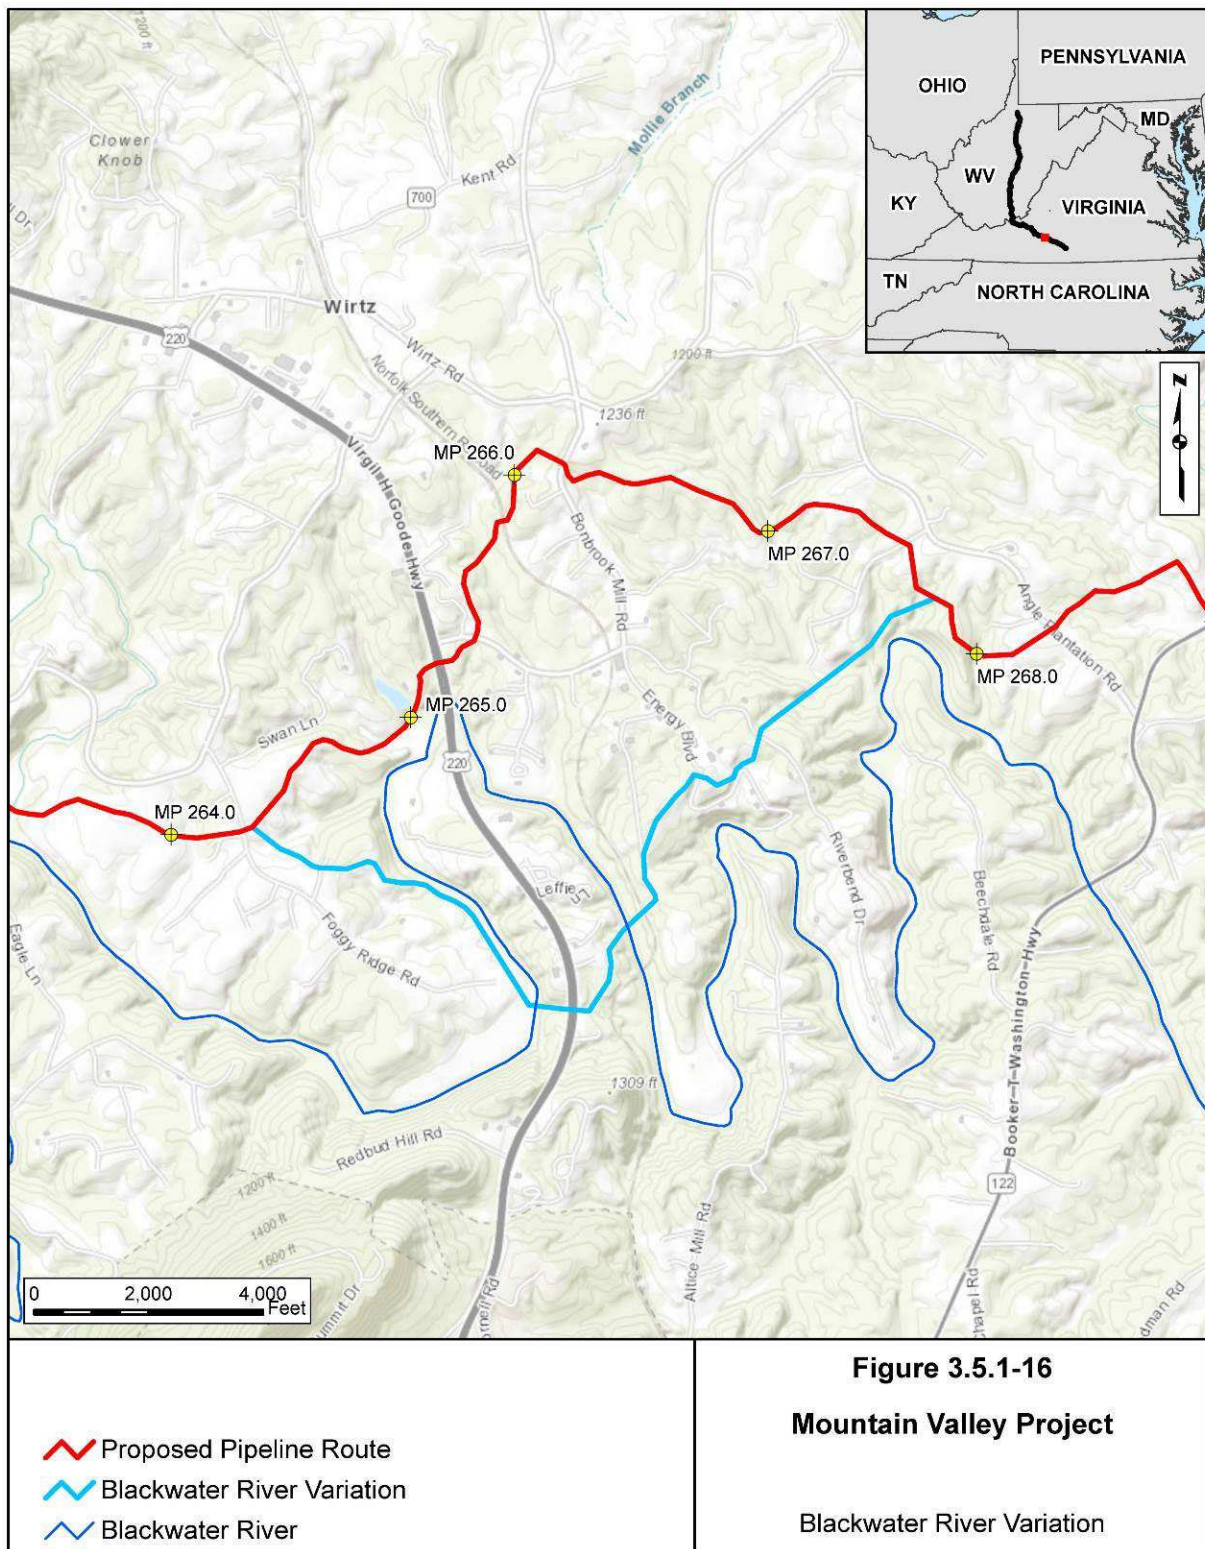 1200 ft
Mollie Branch
Clower
Knob
Kent Rd
700
Dr
220
Wirtz
Wirtz Rd
1200 ft
Norfolk Southern Railroad
1236 ft
Virgil-H-Goode-Hwy
MP 266.0
Bonbrook Mill-Rd
MP 267.0
Angle Plantation Rd
MP 268.0
MP 265.0
Swan Ln
220
Energy Blvd
MP 264.0
Leffie Ln
Riverbend Dr
Beechdale Rd
Eagle Ln
Foggy Ridge Rd
Booker-T-Washington-Hwy
1309 ft
Redbud Hill Rd
122
1200 ft
1400 ft
1600 ft
Altice Mill Rd
0 2,000 4,000
Feet
OHIO
PENNSYLVANIA
MD
WV
KY
VIRGINIA
TN
NORTH CAROLINA
N
Figure 3.5.1-16
Mountain Valley Project
Blackwater River Variation
Proposed Pipeline Route
Blackwater River Variation
Blackwater River